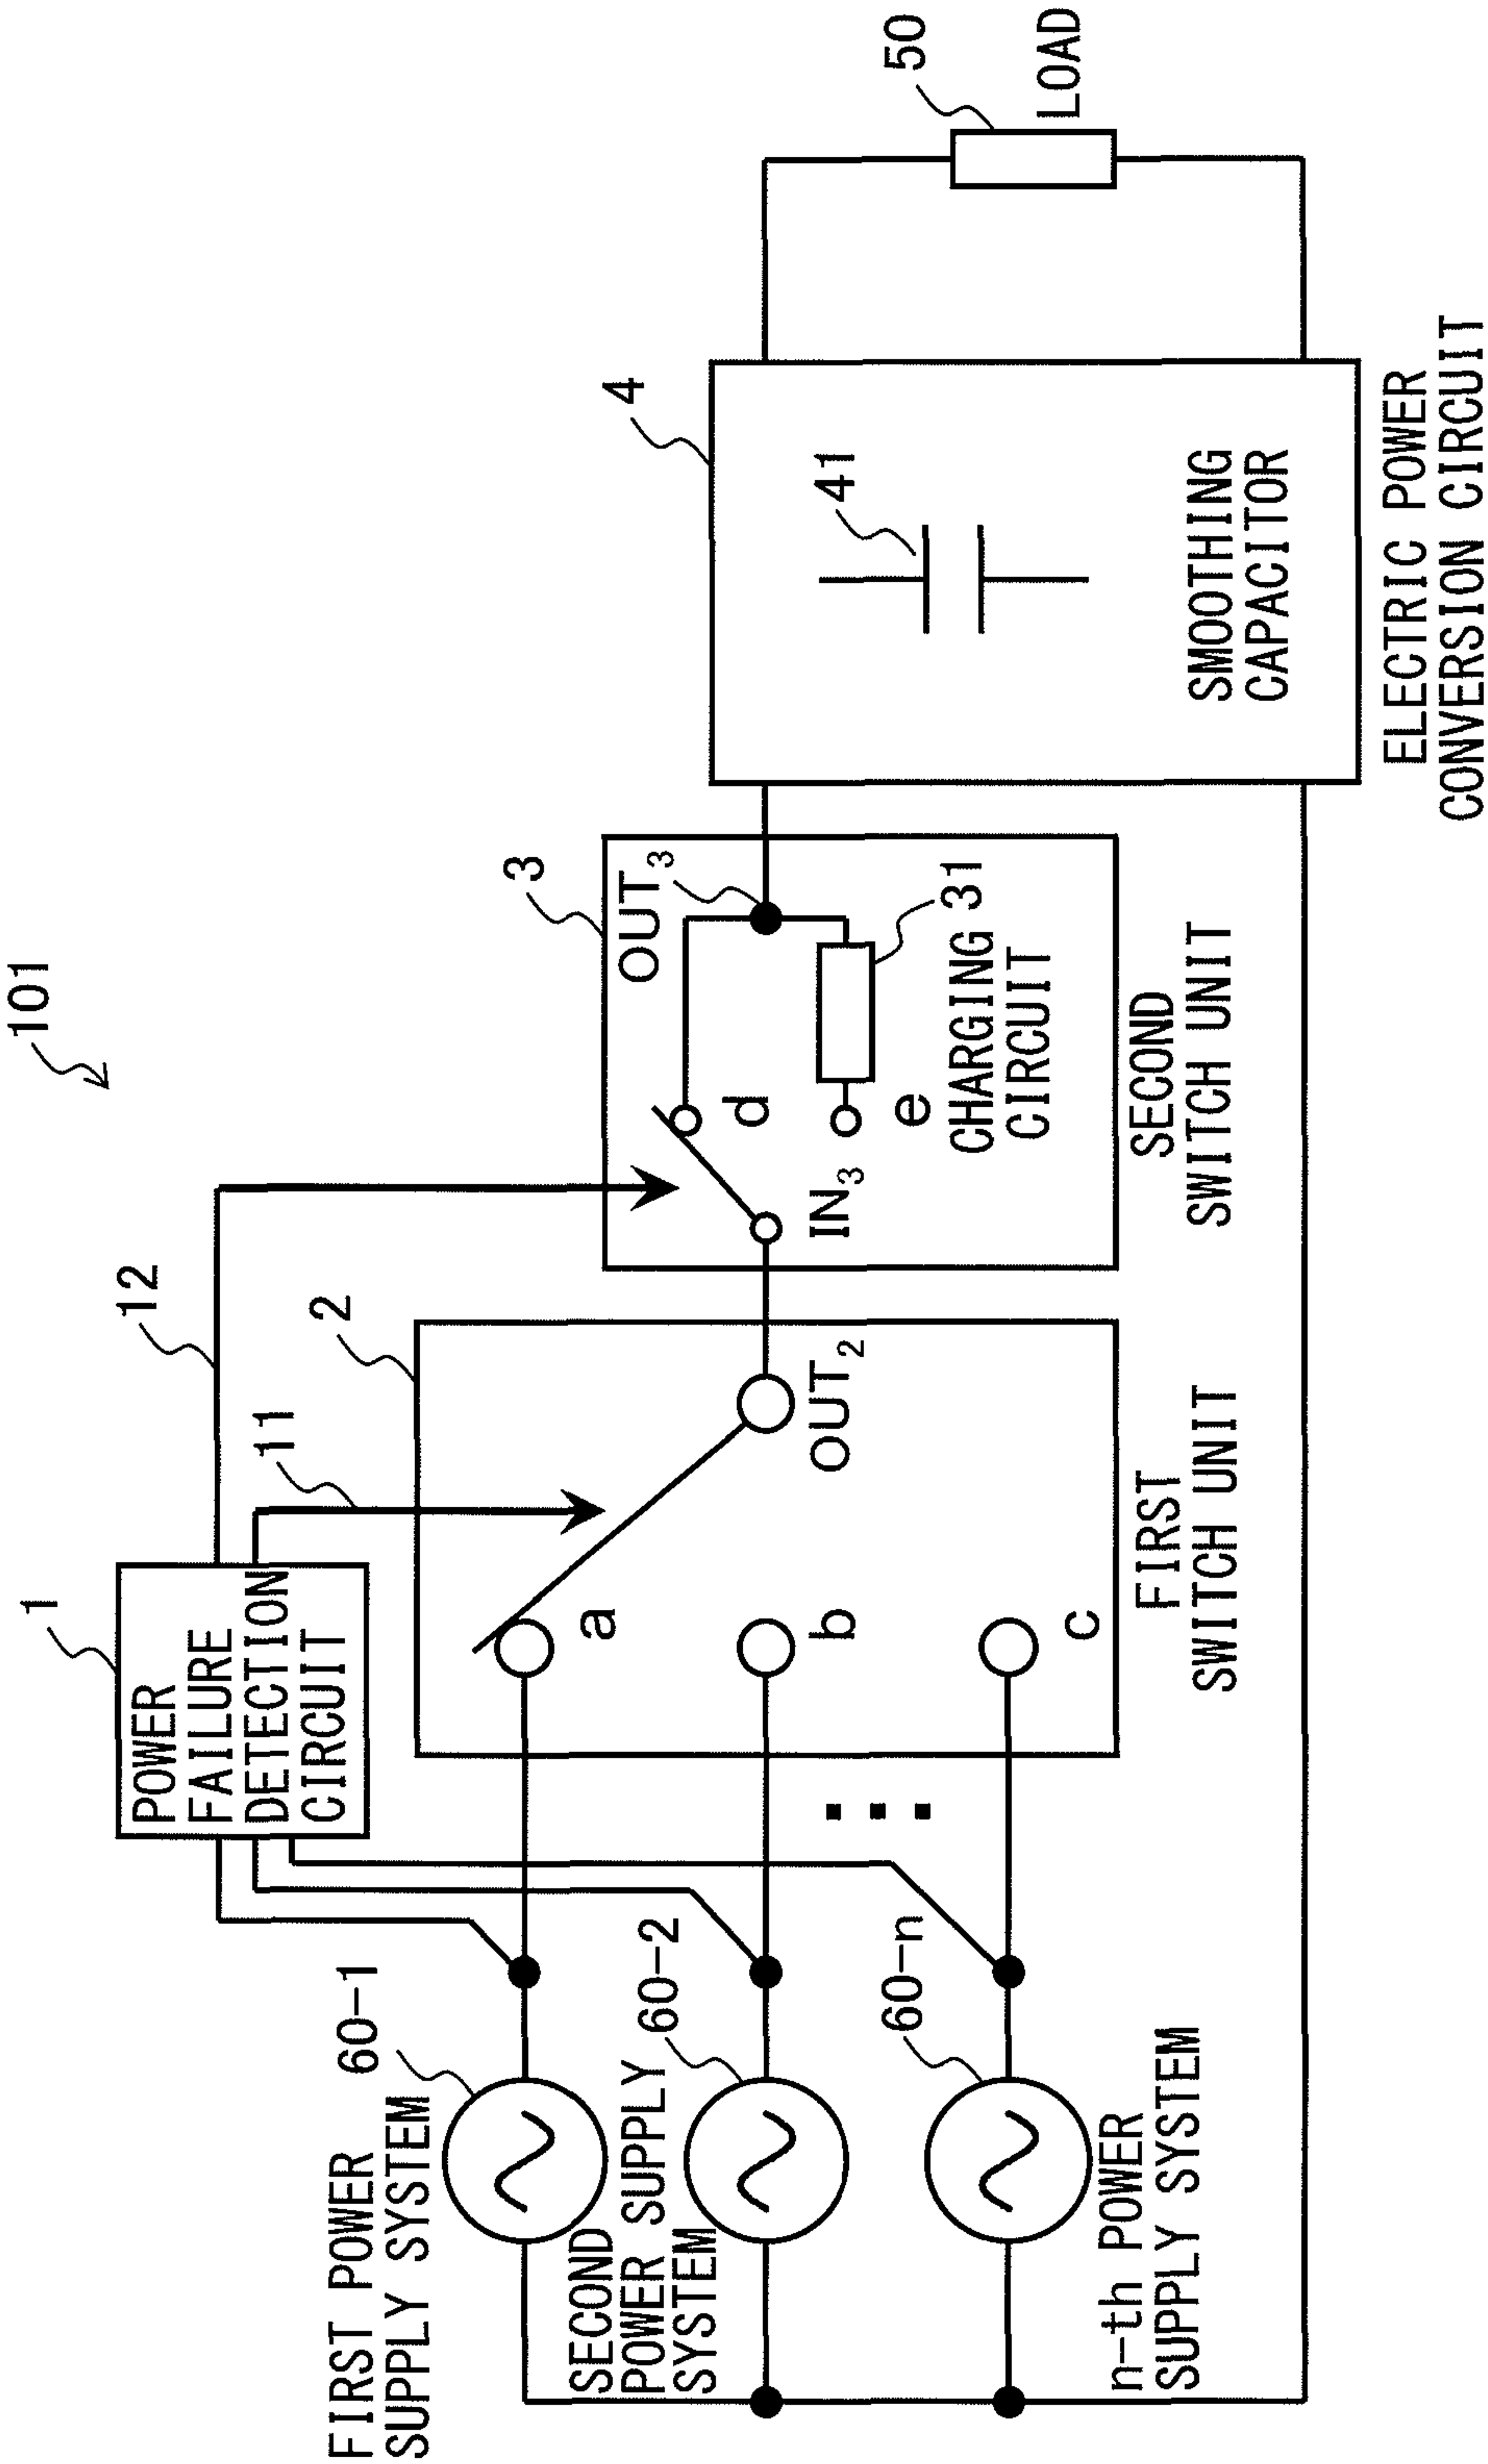 101
1
POWER
FAILURE
DETECTION
CIRCUIT
12
11
2
3
OUT3
4
50
LOAD
60-1
FIRST POWER
SUPPLY SYSTEM
a
d
41
60-2
SECOND
POWER SUPPLY
SYSTEM
b
OUT2
IN3
e
31
CHARGING
CIRCUIT
60-n
n-th POWER
SUPPLY SYSTEM
c
FIRST
SWITCH UNIT
SECOND
SWITCH UNIT
SMOOTHING
CAPACITOR
ELECTRIC POWER
CONVERSION CIRCUIT